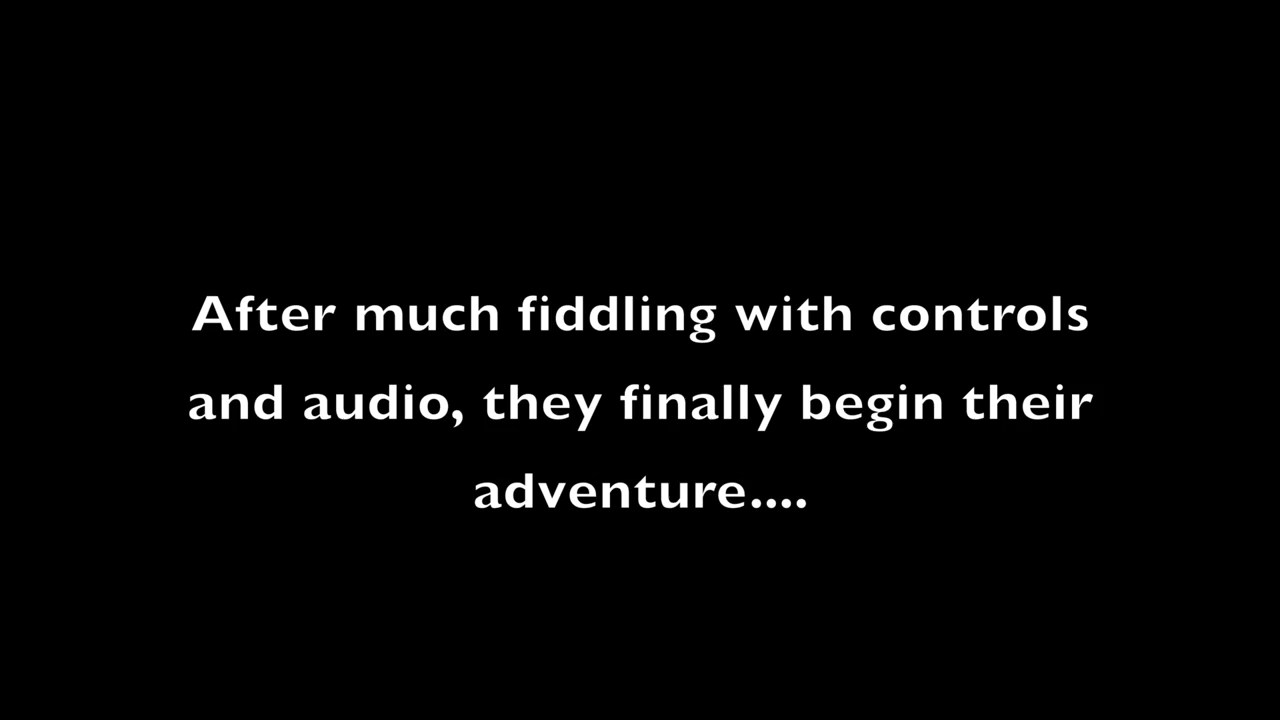 After much fiddling with controls
and audio, they finally begin their
adventure....